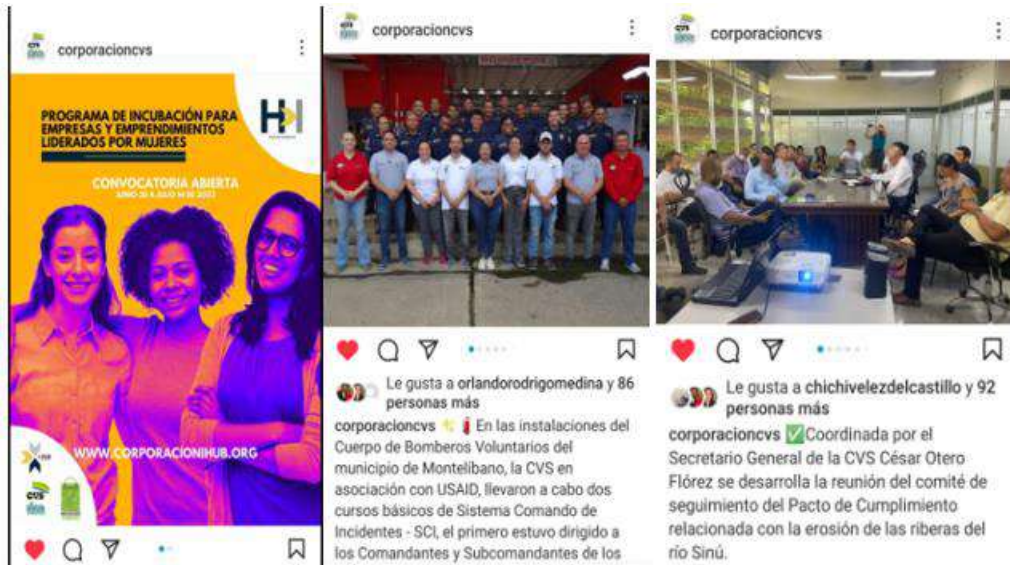 corporacioncvs
PROGRAMA DE INCUBACIÓN PARA
EMPRESAS Y EMPRENDIMIENTOS
LIDERADOS POR MUJERES
CONVOCATORIA ABIERTA
WWW.CORPORACIONIHUB.ORG
CVS
corporacioncvs
Le gusta a orlandorodrigomedina y 86
personas más
corporacioncvs En las instalaciones del
Cuerpo de Bomberos Voluntarios del
municipio de Montelíbano, la CVS en
asociación con USAID, llevaron a cabo dos
cursos básicos de Sistema Comando de
Incidentes - SCI, el primero estuvo dirigido a
los Comandantes y Subcomandantes de los
corporacioncvs
Le gusta a chichivelezdelcastillo y 92
personas más
corporacioncvs ✅Coordinada por el
Secretario General de la CVS César Otero
Flórez se desarrolla la reunión del comité de
seguimiento del Pacto de Cumplimiento
relacionada con la erosión de las riberas del
río Sinú.